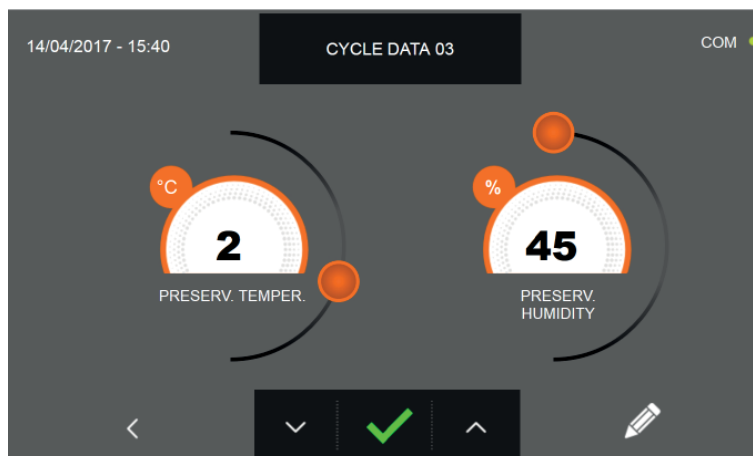 14/04/2017 - 15:40
CYCLE DATA 03
COM
°C
2
PRESERV. TEMPER.
%
45
PRESERV.
HUMIDITY